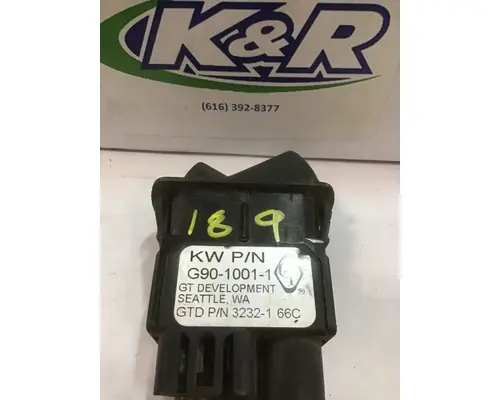 K&R
(616) 392-8377
189
KW P/N
G90-1001-1
GT DEVELOPMENT
SEATTLE, WA
GTD P/N 3232-1 66C